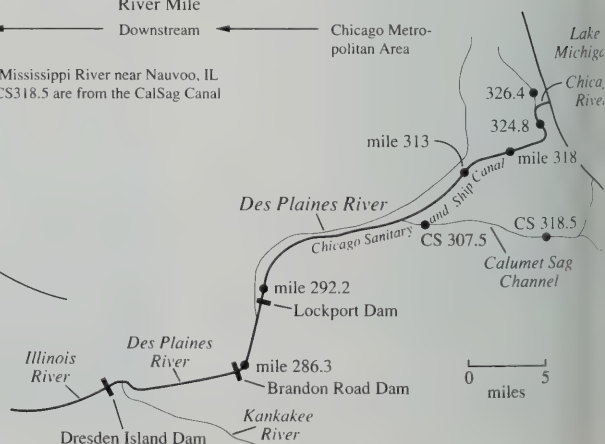 River Mile
Downstream
Chicago Metro-
politan Area
Mississippi River near Nauvoo, IL
CS318.5 are from the CalSag Canal
Lake
326.4
324.8
mile 313
mile 318
Des Plaines River
Chicago Sanitary and Ship Canal
CS 307.5
CS 318.5
Calumet Sag
Channel
mile 292.2
Lockport Dam
Des Plaines
River
Illinois
River
mile 286.3
Brandon Road Dam
0 5
miles
Kankakee
River
Dresden Island Dam